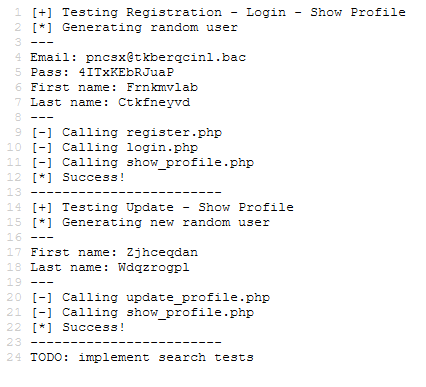 1 [+] Testing Registration - Login - Show Profile
2 [*] Generating random user
3 ---
4 Email: pncsx@tkberqcinl.bac
5 Pass: 4ITxKEbRJuaP
6 First name: Frnkmvlab
7 Last name: Ctkfneyvd
8 ---
9 [-] Calling register.php
10 [-] Calling login.php
11 [-] Calling show_profile.php
12 [*] Success!
13 ------------------------
14 [+] Testing Update - Show Profile
15 [*] Generating new random user
16 ---
17 First name: Zjhceqdan
18 Last name: Wdqzrogpl
19 ---
20 [-] Calling update_profile.php
21 [-] Calling show_profile.php
22 [*] Success!
23 ------------------------
24 TODO: implement search tests